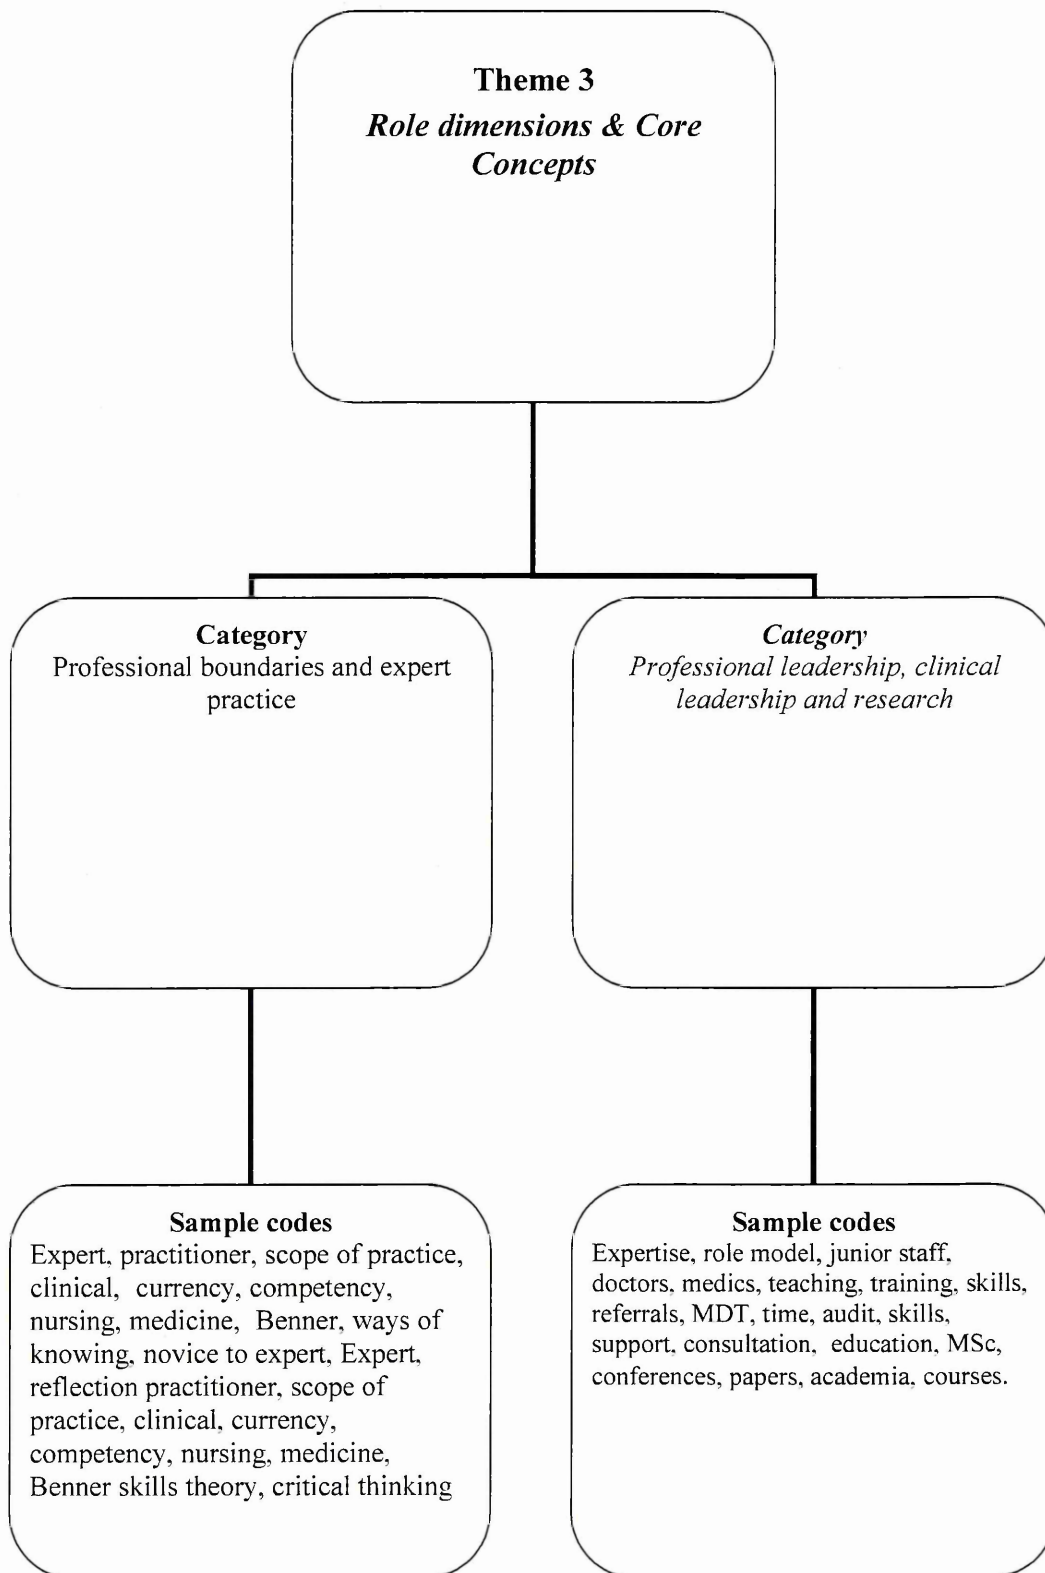 Theme 3
Role dimensions & Core
Concepts
Category
Professional boundaries and expert
practice
Category
Professional leadership, clinical
leadership and research
Sample codes
Expert, practitioner, scope of practice,
clinical, currency, competency,
nursing, medicine, Benner, ways of
knowing, novice to expert, Expert,
reflection practitioner, scope of
practice, clinical, currency,
competency, nursing, medicine,
Benner skills theory, critical thinking
Sample codes
Expertise, role model, junior staff,
doctors, medics, teaching, training, skills,
referrals, MDT, time, audit, skills,
support, consultation, education, MSc,
conferences, papers, academia, courses.